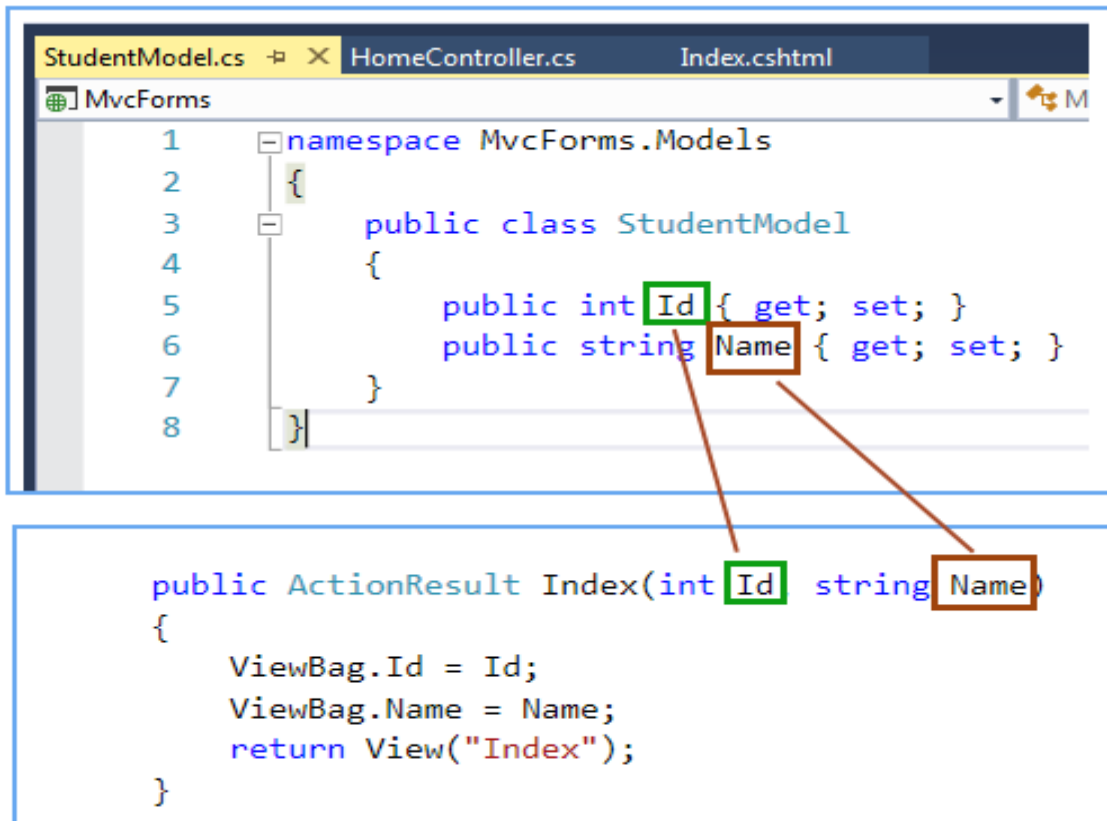 StudentModel.cs HomeController.cs Index.cshtml
MvcForms M
1 namespace MvcForms.Models
2 {
3 public class StudentModel
4 {
5 public int Id { get; set; }
6 public string Name { get; set; }
7 }
8 }
public ActionResult Index(int Id, string Name)
{
ViewBag.Id = Id;
ViewBag.Name = Name;
return View("Index");
}